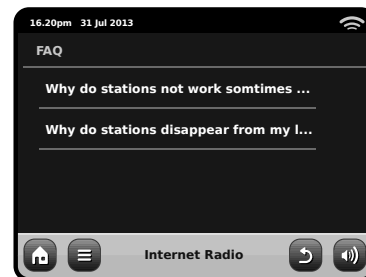 16.20pm 31 Jul 2013
FAQ
Why do stations not work somtimes ...
Why do stations disappear from my l...
Internet Radio